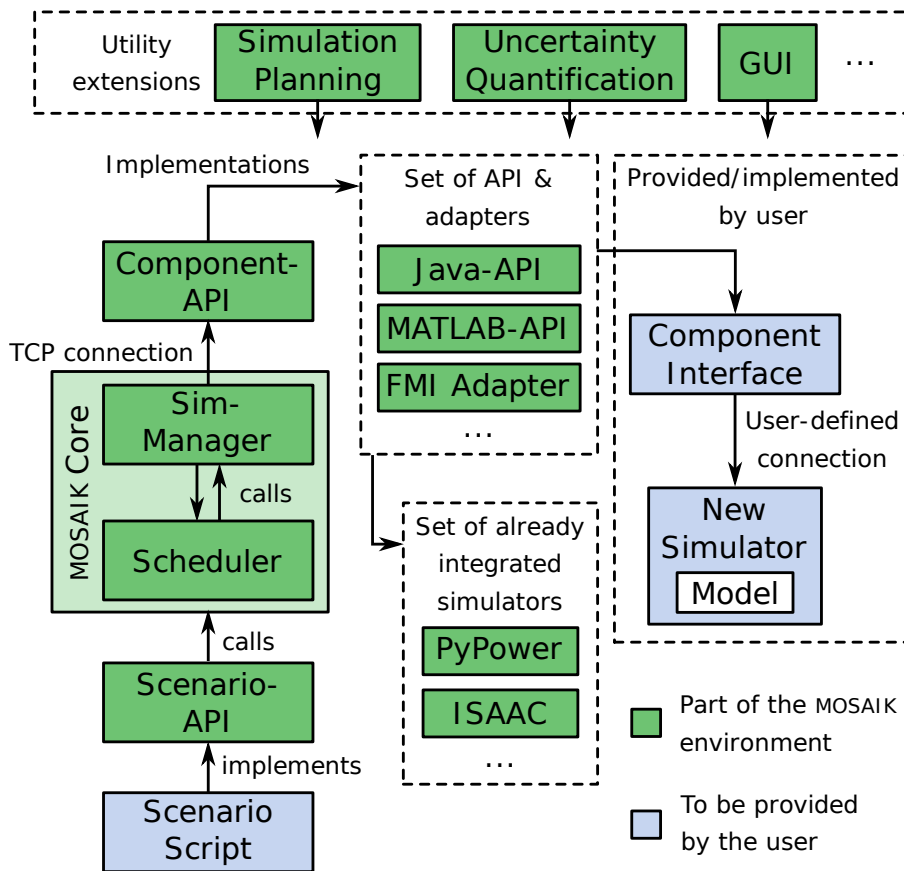 Utility
extensions
Simulation
Planning
Uncertainty
Quantification
GUI
...
Implementations
Set of API &
adapters
Java-API
MATLAB-API
FMI Adapter
...
Provided/implemented
by user
Component
Interface
User-defined
connection
New
Simulator
Model
Component-
API
TCP connection
MOSAIK Core
Sim-
Manager
calls
Scheduler
calls
Scenario-
API
implements
Scenario
Script
Set of already
integrated
simulators
PyPower
ISAAC
...
Part of the MOSAIK
environment
To be provided
by the user